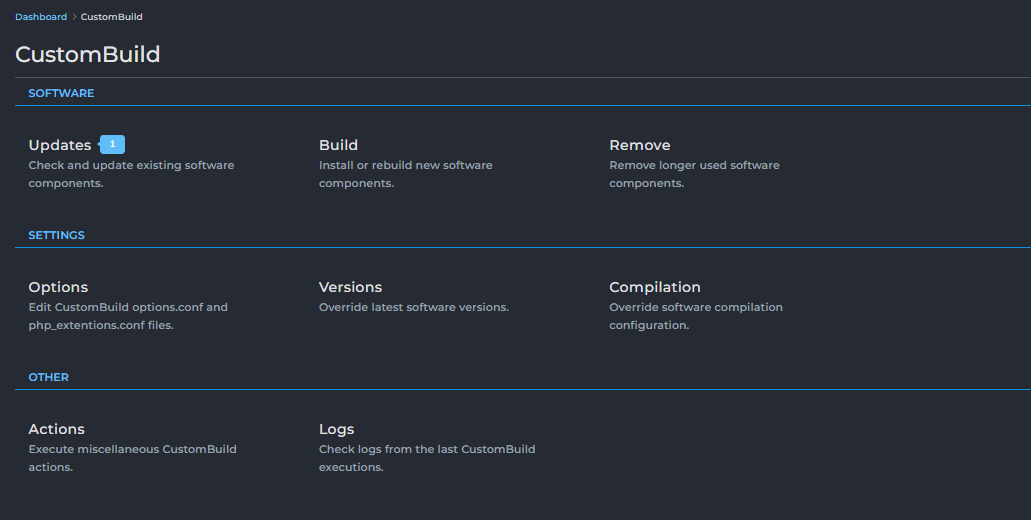 Dashboard > CustomBuild
CustomBuild
SOFTWARE
Updates 1
Check and update existing software
components.
Build
Install or rebuild new software
components.
Remove
Remove longer used software
components.
SETTINGS
Options
Edit CustomBuild options.conf and
php_extentions.conf files.
Versions
Override latest software versions.
Compilation
Override software compilation
configuration.
OTHER
Actions
Execute miscellaneous CustomBuild
actions.
Logs
Check logs from the last CustomBuild
executions.